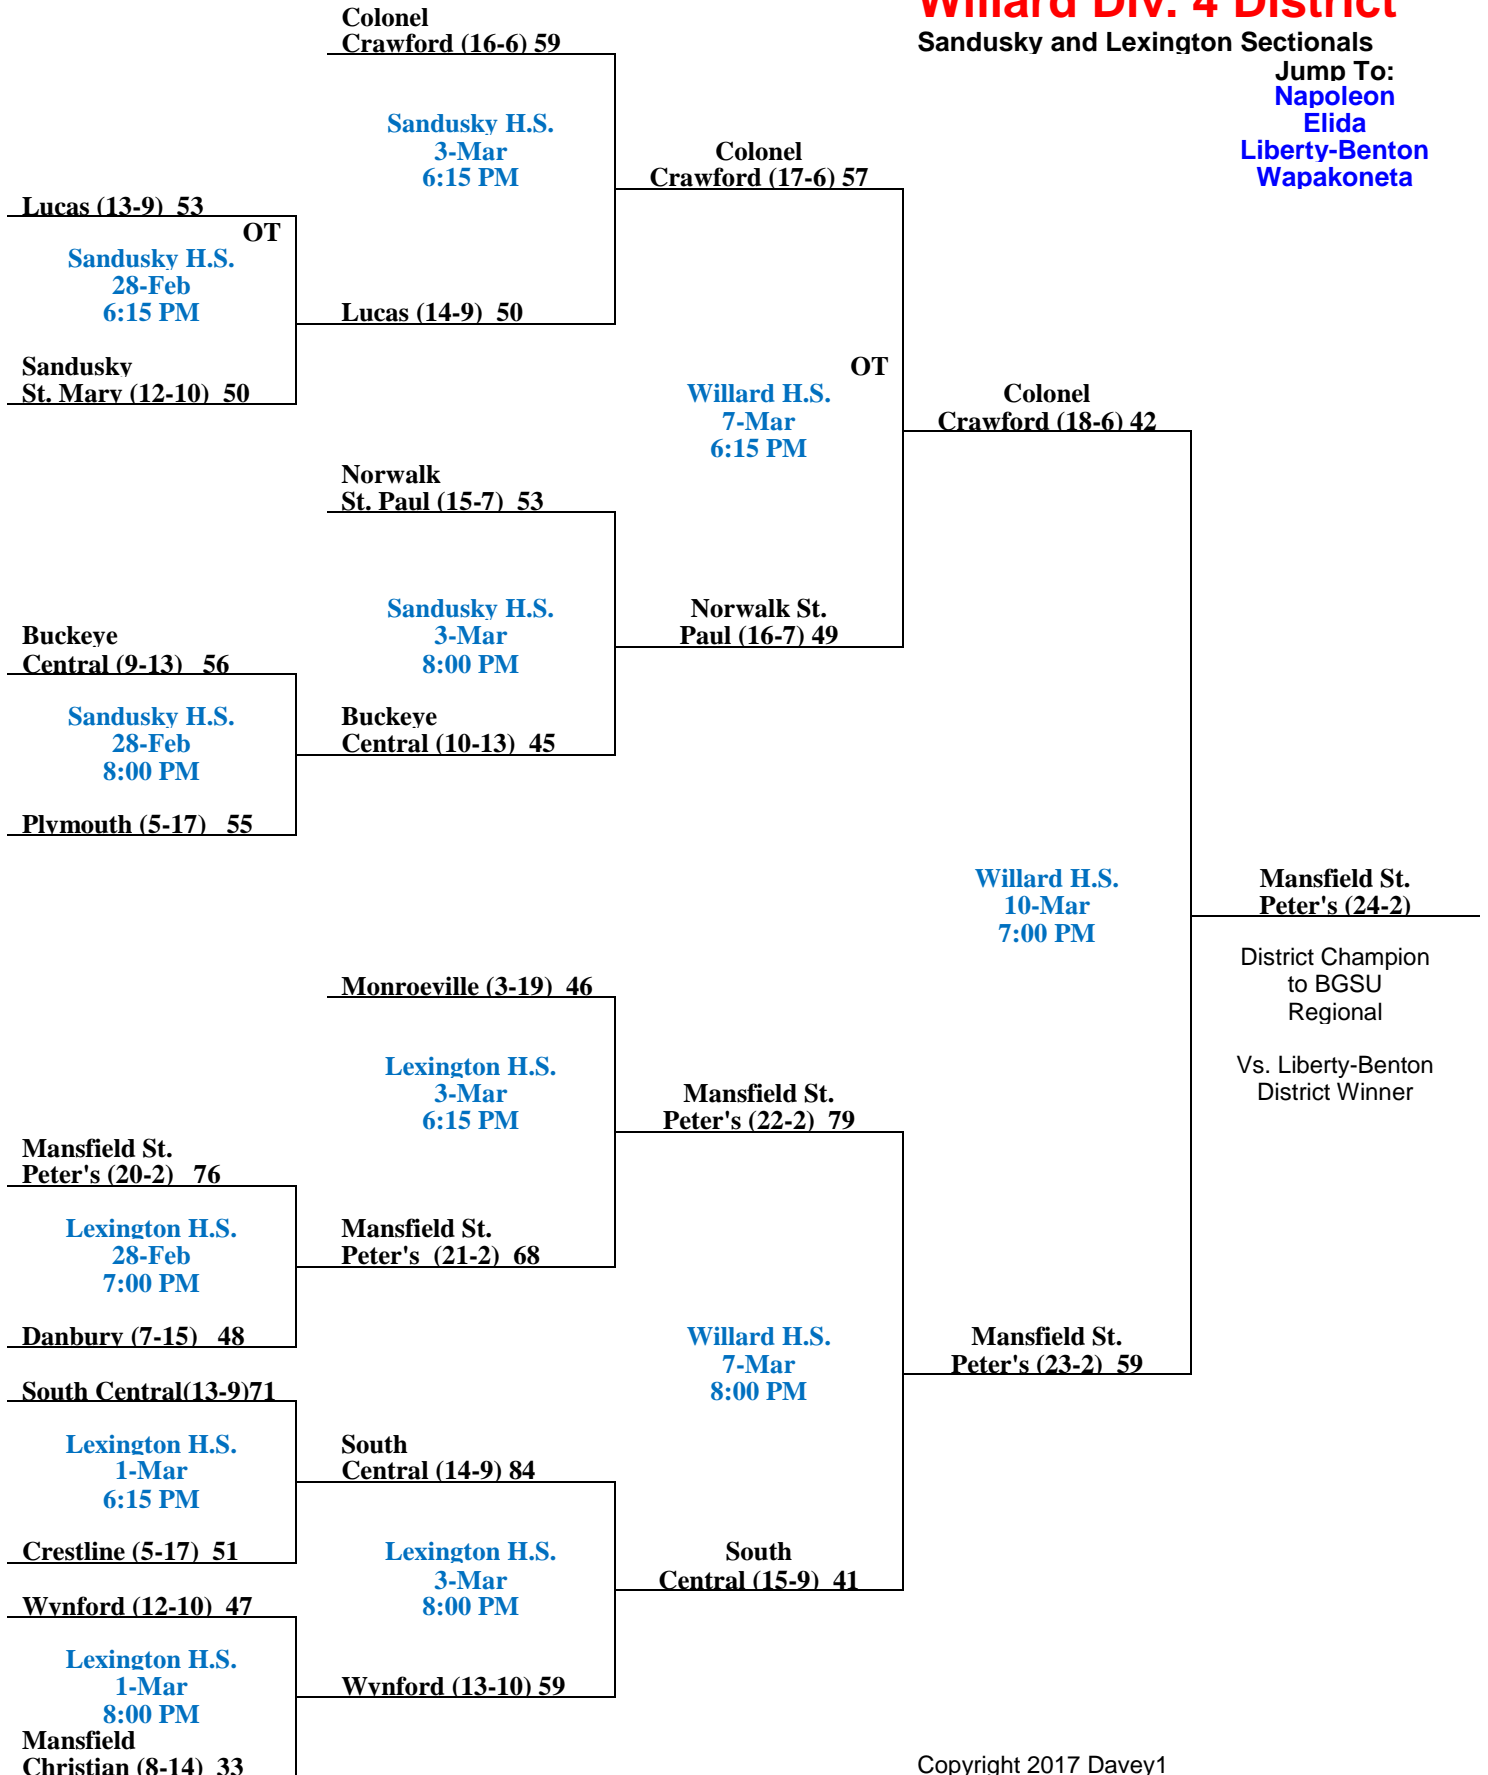 Willard Div. 4 District
Sandusky and Lexington Sectionals
Jump To:
Napoleon
Elida
Liberty-Benton
Wapakoneta
Colonel
Crawford (16-6) 59
Sandusky H.S.
3-Mar
6:15 PM
Colonel
Crawford (17-6) 57
Lucas (13-9) 53
OT
Sandusky H.S.
28-Feb
6:15 PM
Lucas (14-9) 50
Sandusky
St. Mary (12-10) 50
OT
Willard H.S.
7-Mar
6:15 PM
Colonel
Crawford (18-6) 42
Norwalk
St. Paul (15-7) 53
Sandusky H.S.
3-Mar
8:00 PM
Norwalk St.
Paul (16-7) 49
Buckeye
Central (9-13) 56
Sandusky H.S.
28-Feb
8:00 PM
Buckeye
Central (10-13) 45
Plymouth (5-17) 55
Willard H.S.
10-Mar
7:00 PM
Mansfield St.
Peter's (24-2)
District Champion
to BGSU
Regional
Vs. Liberty-Benton
District Winner
Monroeville (3-19) 46
Lexington H.S.
3-Mar
6:15 PM
Mansfield St.
Peter's (22-2) 79
Mansfield St.
Peter's (20-2) 76
Lexington H.S.
28-Feb
7:00 PM
Mansfield St.
Peter's (21-2) 68
Danbury (7-15) 48
Willard H.S.
7-Mar
8:00 PM
Mansfield St.
Peter's (23-2) 59
South Central(13-9)71
Lexington H.S.
1-Mar
6:15 PM
South
Central (14-9) 84
Crestline (5-17) 51
Lexington H.S.
3-Mar
8:00 PM
South
Central (15-9) 41
Wynford (12-10) 47
Lexington H.S.
1-Mar
8:00 PM
Wynford (13-10) 59
Mansfield
Christian (8-14) 33
Copyright 2017 Davey1